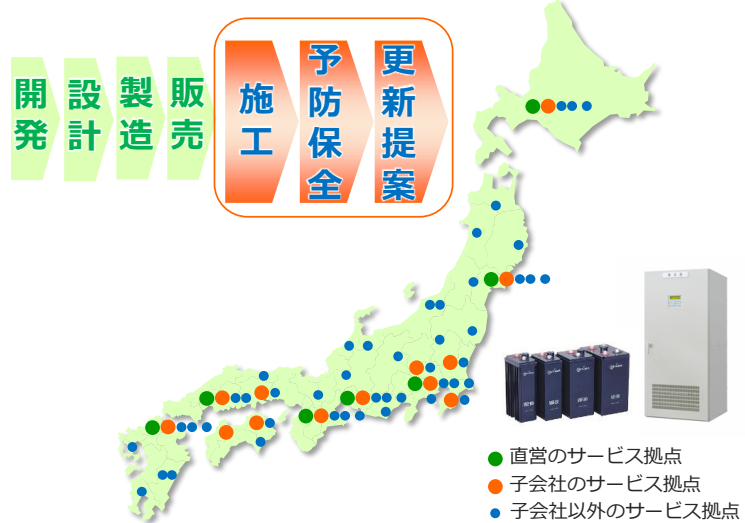 開発
設計
製造
販売
施工
予防保全
更新提案
直営のサービス拠点
子会社のサービス拠点
子会社以外のサービス拠点